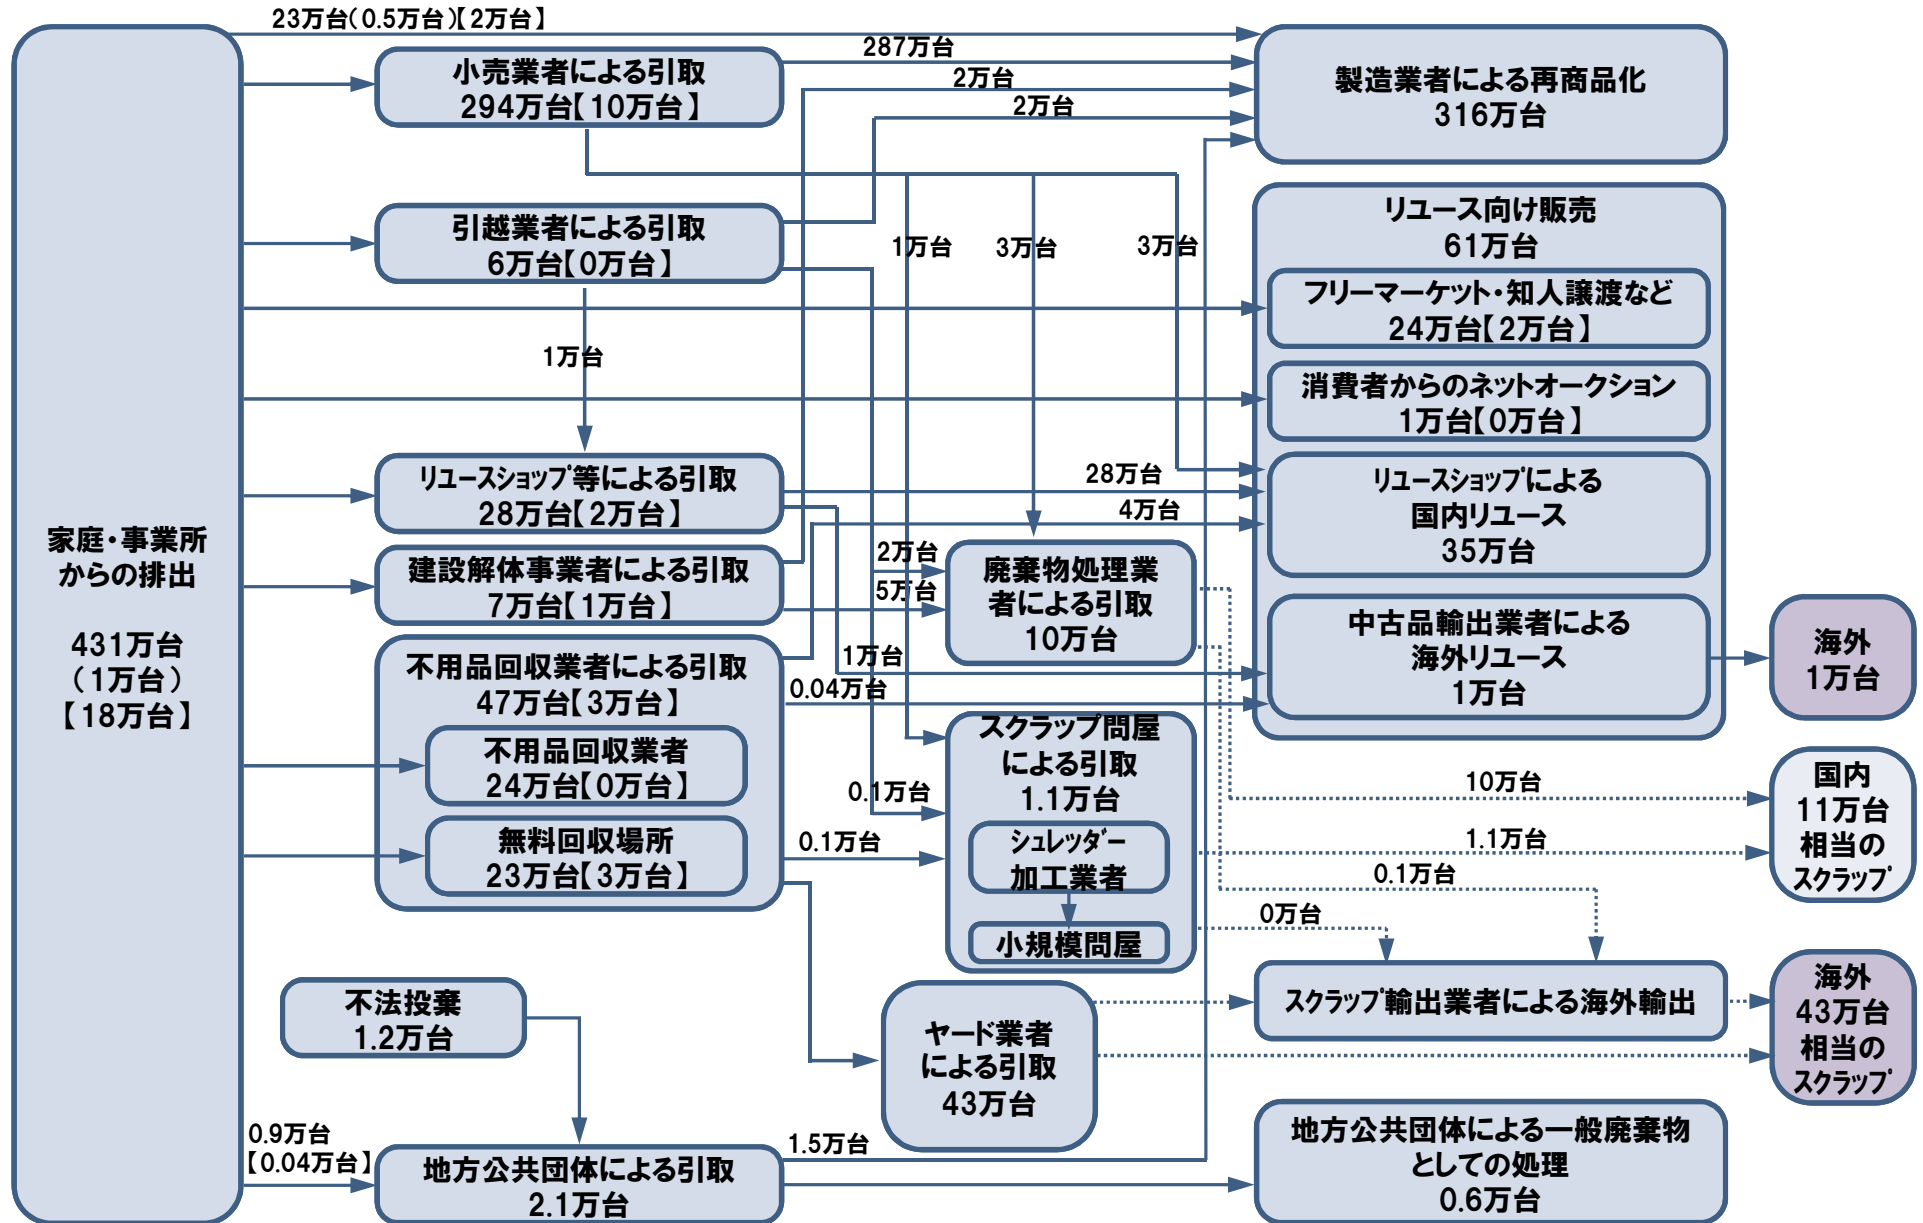 23万台(0.5万台)【2万台】
家庭・事業所
からの排出
431万台
(1万台)
【18万台】
小売業者による引取
294万台【10万台】
287万台
2万台
2万台
製造業者による再商品化
316万台
引越業者による引取
6万台【0万台】
1万台
3万台
3万台
リユース向け販売
61万台
フリーマーケット・知人譲渡など
24万台【2万台】
1万台
消費者からのネットオークション
1万台【0万台】
リユースショップ等による引取
28万台【2万台】
28万台
4万台
リユースショップによる
国内リユース
35万台
建設解体事業者による引取
7万台【1万台】
2万台
5万台
廃棄物処理業
者による引取
10万台
中古品輸出業者による
海外リユース
1万台
海外
1万台
不用品回収業者による引取
47万台【3万台】
1万台
0.04万台
不用品回収業者
24万台【0万台】
無料回収場所
23万台【3万台】
0.1万台
0.1万台
スクラップ問屋
による引取
1.1万台
シュレッダー
加工業者
小規模問屋
10万台
1.1万台
0.1万台
0万台
国内
11万台
相当の
スクラップ
不法投棄
1.2万台
ヤード業者
による引取
43万台
スクラップ輸出業者による海外輸出
海外
43万台
相当の
スクラップ
0.9万台
【0.04万台】
地方公共団体による引取
2.1万台
1.5万台
地方公共団体による一般廃棄物
としての処理
0.6万台